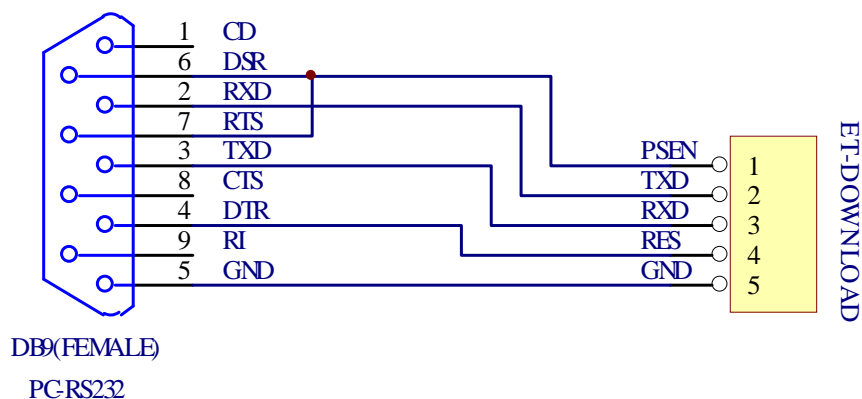 1 CD
6 DSR
2 RXD
7 RTS
3 TXD
8 CTS
4 DTR
9 RI
5 GND
DB9(FEMALE)
PC-RS232
PSEN 1
TXD 2
RXD 3
RES 4
GND 5
ET-DOWNLOAD